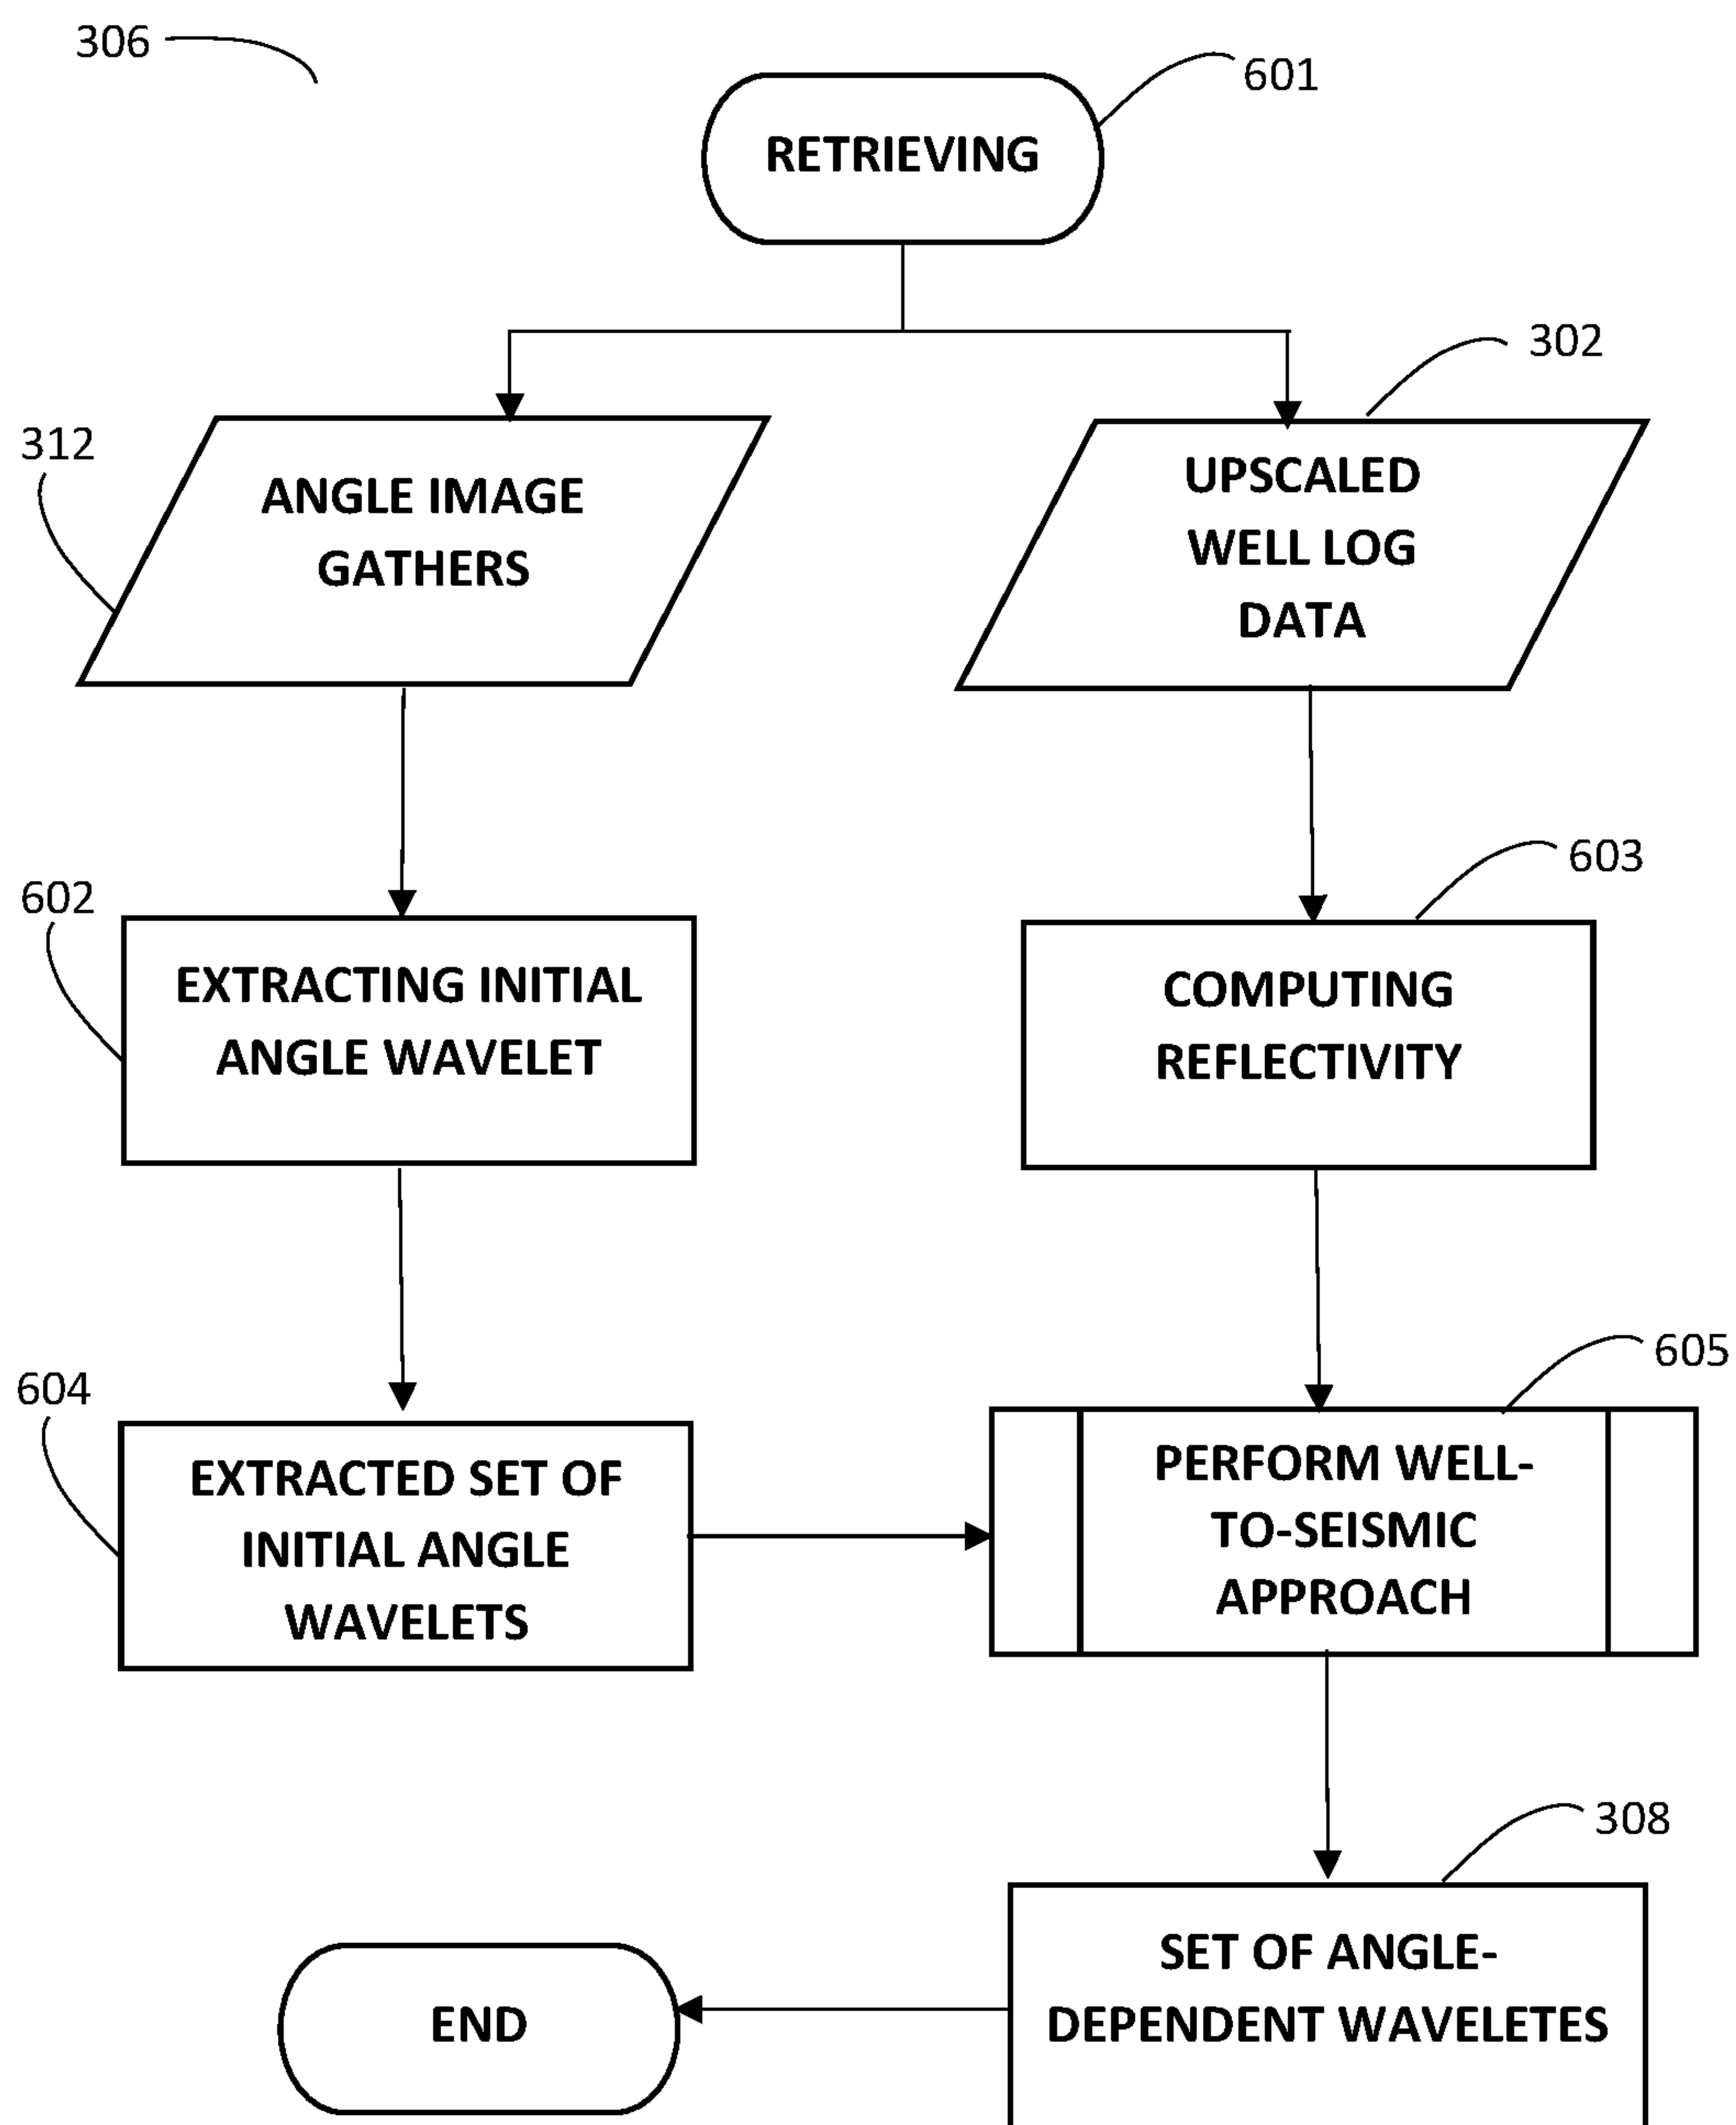 306
601
RETRIEVING
302
312
ANGLE IMAGE
GATHERS
UPSCALED
WELL LOG
DATA
602
603
EXTRACTING INITIAL
ANGLE WAVELET
COMPUTING
REFLECTIVITY
604
605
EXTRACTED SET OF
INITIAL ANGLE
WAVELETS
PERFORM WELL-
TO-SEISMIC
APPROACH
308
SET OF ANGLE-
DEPENDENT WAVELETES
END